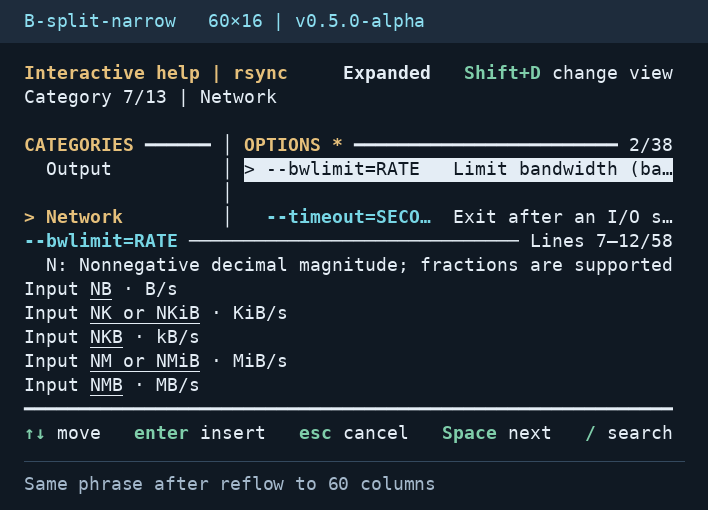 B-split-narrow   60×16 | v0.5.0-alpha
Interactive help | rsync     Expanded   Shift+D change view
Category 7/13 | Network
CATEGORIES ━━━━━━ │ OPTIONS * ━━━━━━━━━━━━━━━━━━━━━━━━ 2/38
  Output          │ > --bwlimit=RATE   Limit bandwidth (ba…
                  │
> Network         │   --timeout=SECO…  Exit after an I/O s…
--bwlimit=RATE ────────────────────────────── Lines 7–12/58
  N: Nonnegative decimal magnitude; fractions are supported
Input NB · B/s
Input NK or NKiB · KiB/s
Input NKB · kB/s
Input NM or NMiB · MiB/s
Input NMB · MB/s
↑↓ move   enter insert   esc cancel   Space next   / search
Same phrase after reflow to 60 columns